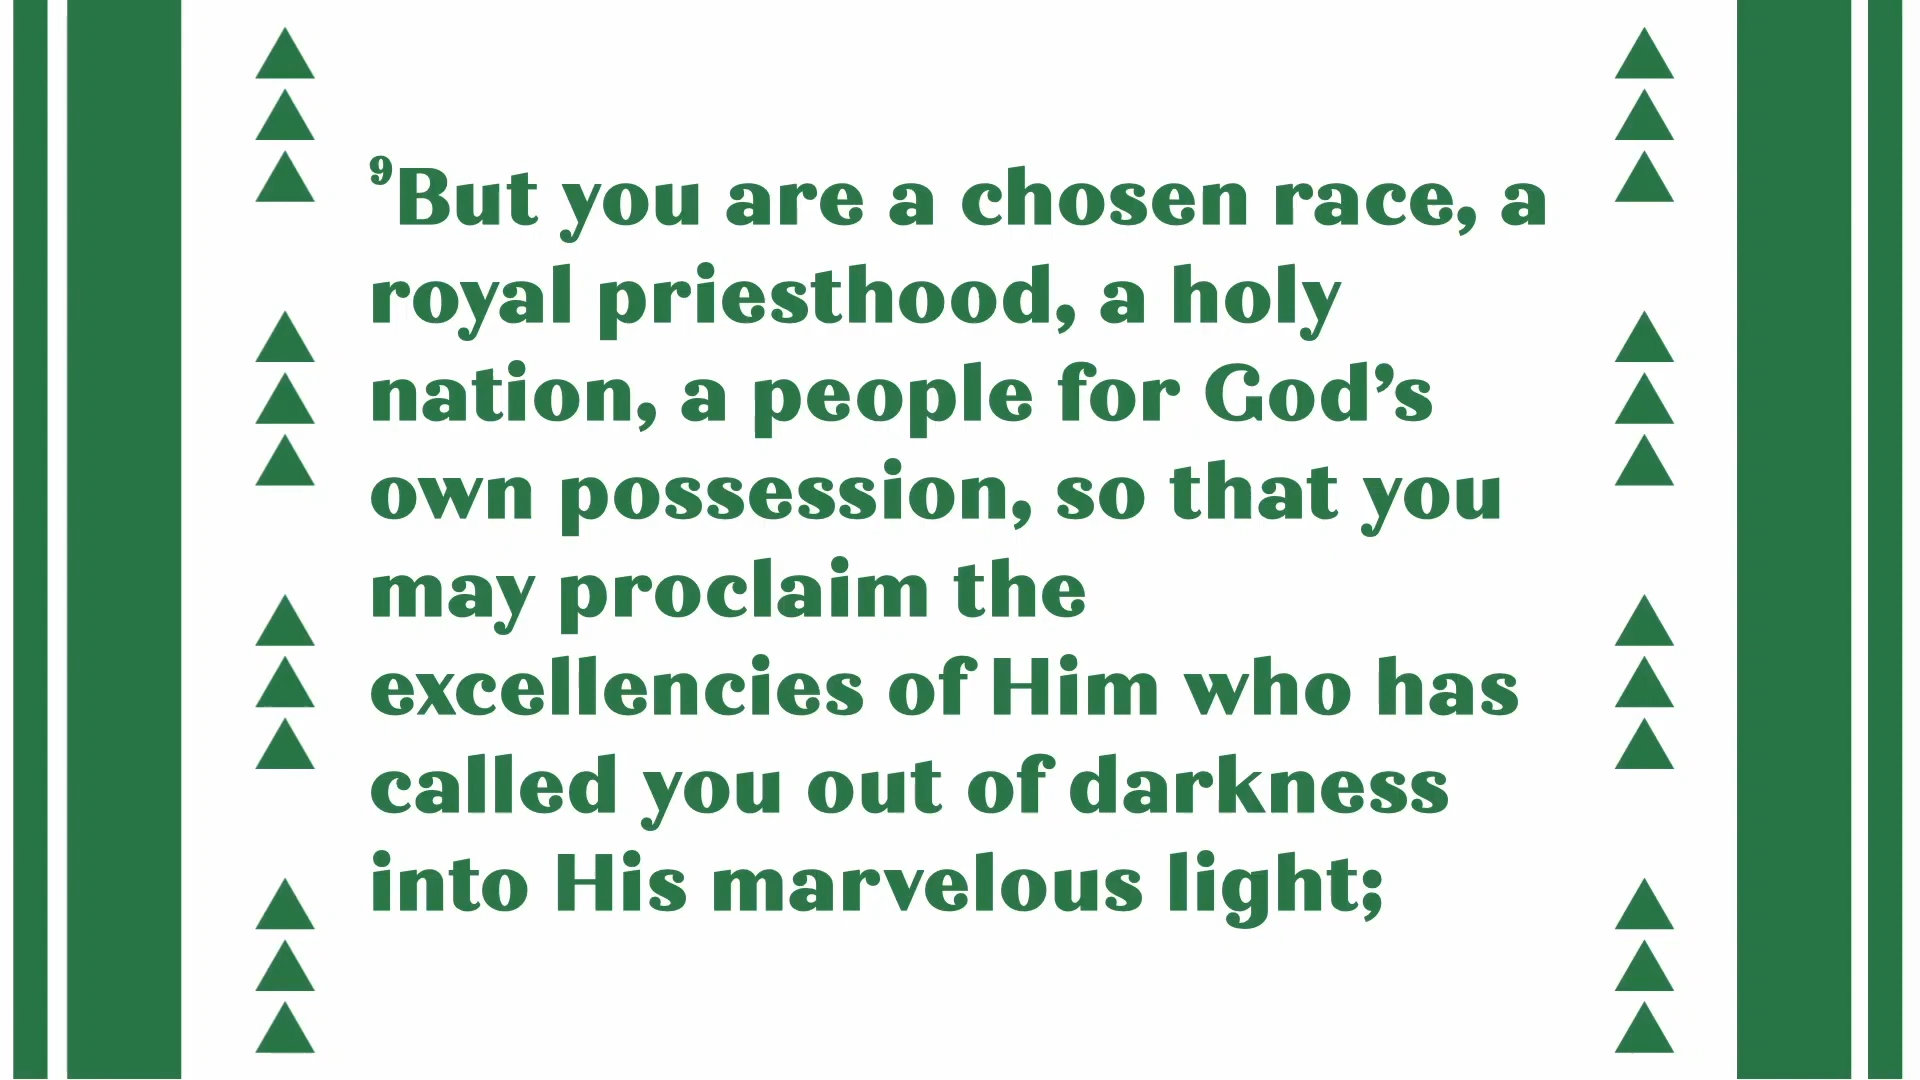 ⁹But you are a chosen race, a
royal priesthood, a holy
nation, a people for God’s
own possession, so that you
may proclaim the
excellencies of Him who has
called you out of darkness
into His marvelous light;